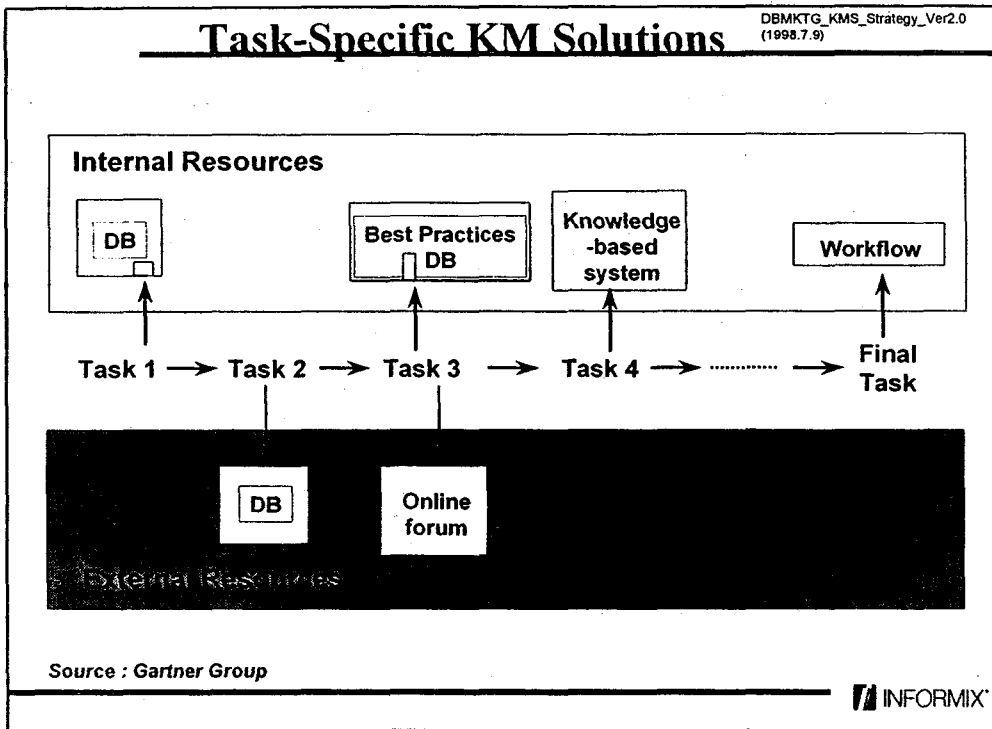 Task-Specific KM Solutions
DBMKTG_KMS_Strategy_Ver2.0
(1998.7.9)
Internal Resources
DB
Best Practices
DB
Knowledge
-based
system
Workflow
Task 1
Task 2
Task 3
Task 4
............
Final
Task
DB
Online
forum
External Resources
Source : Gartner Group
INFORMIX